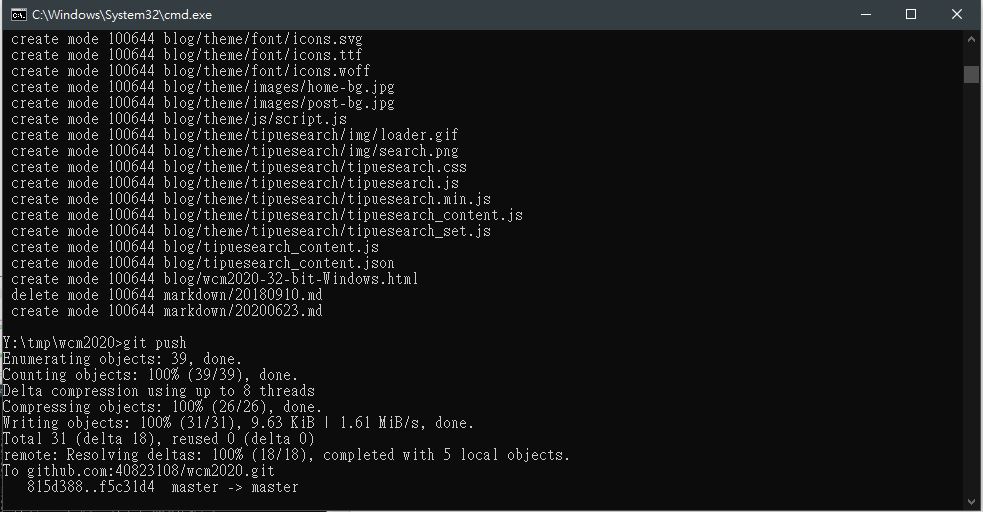 C:\Windows\System32\cmd.exe
create mode 100644 blog/theme/font/icons.svg
create mode 100644 blog/theme/font/icons.ttf
create mode 100644 blog/theme/font/icons.woff
create mode 100644 blog/theme/images/home-bg.jpg
create mode 100644 blog/theme/images/post-bg.jpg
create mode 100644 blog/theme/js/script.js
create mode 100644 blog/theme/tipuesearch/img/loader.gif
create mode 100644 blog/theme/tipuesearch/img/search.png
create mode 100644 blog/theme/tipuesearch/tipuesearch.css
create mode 100644 blog/theme/tipuesearch/tipuesearch.js
create mode 100644 blog/theme/tipuesearch/tipuesearch.min.js
create mode 100644 blog/theme/tipuesearch/tipuesearch_content.js
create mode 100644 blog/theme/tipuesearch/tipuesearch_set.js
create mode 100644 blog/tipuesearch_content.js
create mode 100644 blog/tipuesearch_content.json
create mode 100644 blog/wcm2020-32-bit-Windows.html
delete mode 100644 markdown/20180910.md
create mode 100644 markdown/20200623.md
Y:\tmp\wcm2020>git push
Enumerating objects: 39, done.
Counting objects: 100% (39/39), done.
Delta compression using up to 8 threads
Compressing objects: 100% (26/26), done.
Writing objects: 100% (31/31), 9.63 KiB | 1.61 MiB/s, done.
Total 31 (delta 18), reused 0 (delta 0)
remote: Resolving deltas: 100% (18/18), completed with 5 local objects.
To github.com:40823108/wcm2020.git
815d388..f5c31d4  master -> master